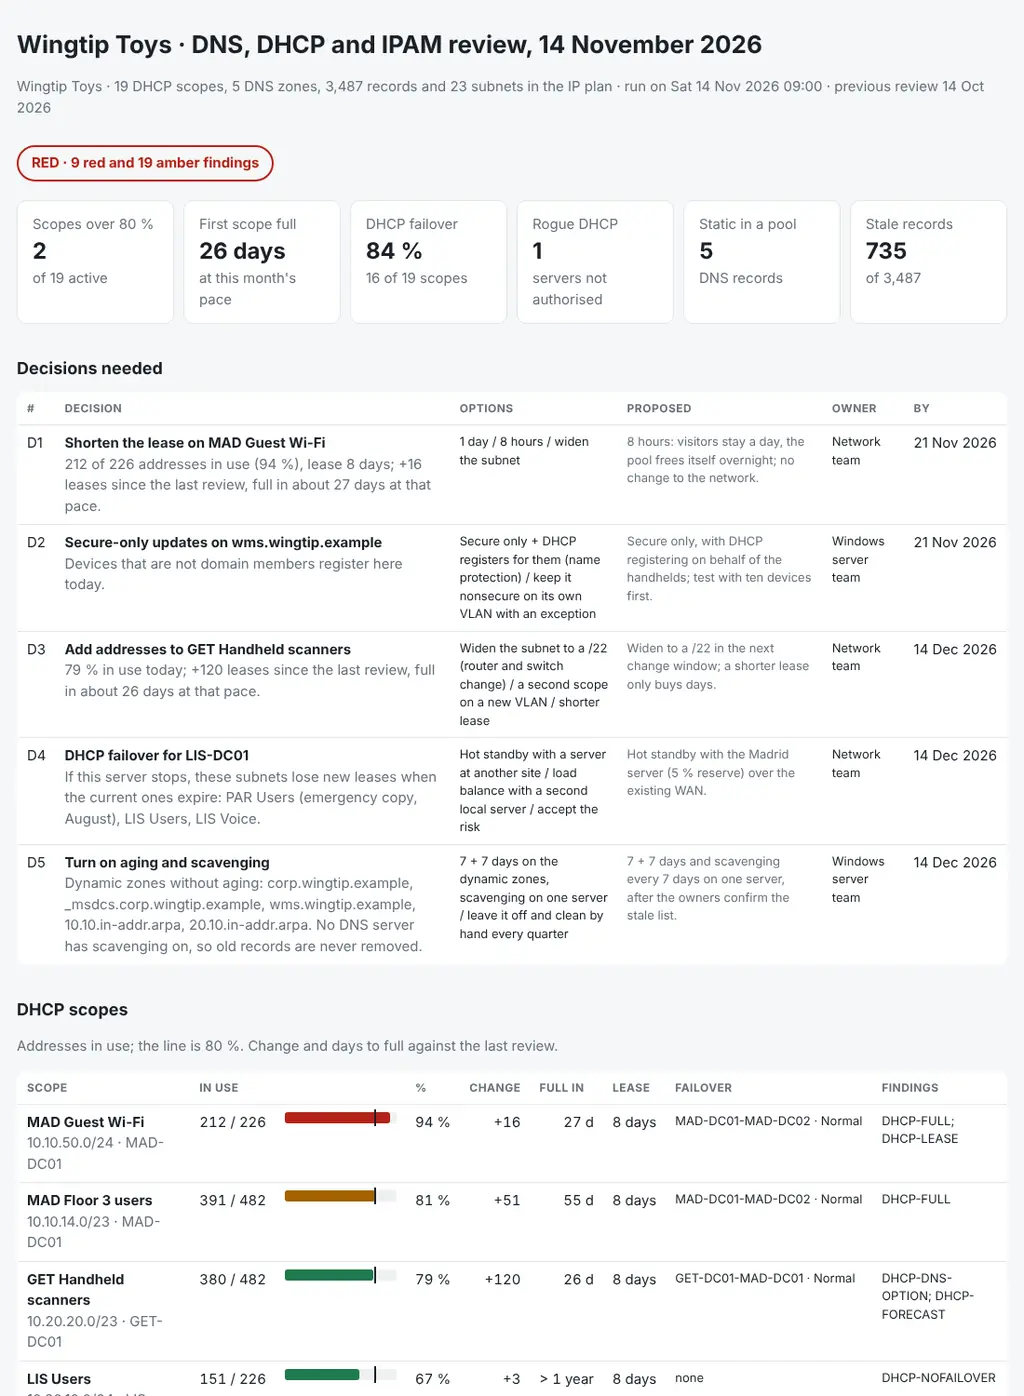 Wingtip Toys · DNS, DHCP and IPAM review, 14 November 2026
Wingtip Toys · 19 DHCP scopes, 5 DNS zones, 3,487 records and 23 subnets in the IP plan · run on Sat 14 Nov 2026 09:00 · previous review 14 Oct
2026
RED · 9 red and 19 amber findings
Scopes over 80 %
2
of 19 active
First scope full
26 days
at this month's
pace
DHCP failover
84 %
16 of 19 scopes
Rogue DHCP
1
servers not
authorised
Static in a pool
5
DNS records
Stale records
735
of 3,487
Decisions needed
# DECISION OPTIONS PROPOSED OWNER BY
D1 Shorten the lease on MAD Guest Wi-Fi
212 of 226 addresses in use (94 %), lease 8 days; +16
leases since the last review, full in about 27 days at that
pace.
1 day / 8 hours / widen
the subnet
8 hours: visitors stay a day, the
pool frees itself overnight; no
change to the network.
Network
team
21 Nov 2026
D2 Secure-only updates on wms.wingtip.example
Devices that are not domain members register here
today.
Secure only + DHCP
registers for them (name
protection) / keep it
nonsecure on its own
VLAN with an exception
Secure only, with DHCP
registering on behalf of the
handhelds; test with ten devices
first.
Windows
server
team
21 Nov 2026
D3 Add addresses to GET Handheld scanners
79 % in use today; +120 leases since the last review, full
in about 26 days at that pace.
Widen the subnet to a /22
(router and switch
change) / a second scope
on a new VLAN / shorter
lease
Widen to a /22 in the next
change window; a shorter lease
only buys days.
Network
team
14 Dec 2026
D4 DHCP failover for LIS-DC01
If this server stops, these subnets lose new leases when
the current ones expire: PAR Users (emergency copy,
August), LIS Users, LIS Voice.
Hot standby with a server
at another site / load
balance with a second
local server / accept the
risk
Hot standby with the Madrid
server (5 % reserve) over the
existing WAN.
Network
team
14 Dec 2026
D5 Turn on aging and scavenging
Dynamic zones without aging: corp.wingtip.example,
_msdcs.corp.wingtip.example, wms.wingtip.example,
10.10.in-addr.arpa, 20.10.in-addr.arpa. No DNS server
has scavenging on, so old records are never removed.
7 + 7 days on the
dynamic zones,
scavenging on one server
/ leave it off and clean by
hand every quarter
7 + 7 days and scavenging
every 7 days on one server,
after the owners confirm the
stale list.
Windows
server
team
14 Dec 2026
DHCP scopes
Addresses in use; the line is 80 %. Change and days to full against the last review.
SCOPE IN USE % CHANGE FULL IN LEASE FAILOVER FINDINGS
MAD Guest Wi-Fi
10.10.50.0/24 · MAD-
DC01
212 / 226 94 % +16 27 d 8 days MAD-DC01-MAD-DC02 · Normal
DHCP-FULL;
DHCP-LEASE
MAD Floor 3 users
10.10.14.0/23 · MAD-
DC01
391 / 482 81 % +51 55 d 8 days MAD-DC01-MAD-DC02 · Normal DHCP-FULL
GET Handheld
scanners
10.20.20.0/23 · GET-
DC01
380 / 482 79 % +120 26 d 8 days GET-DC01-MAD-DC01 · Normal
DHCP-DNS-
OPTION; DHCP-
FORECAST
LIS Users 151 / 226 67 % +3 > 1 year 8 days none DHCP-NOFAILOVER